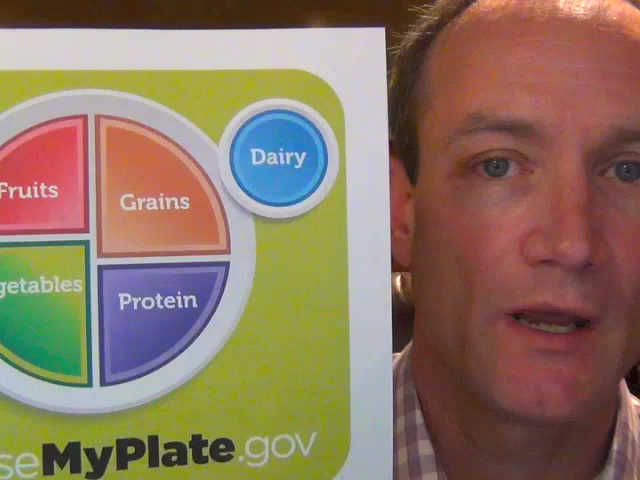 Dairy
Fruits Grains
getables Protein
seMyPlate.gov